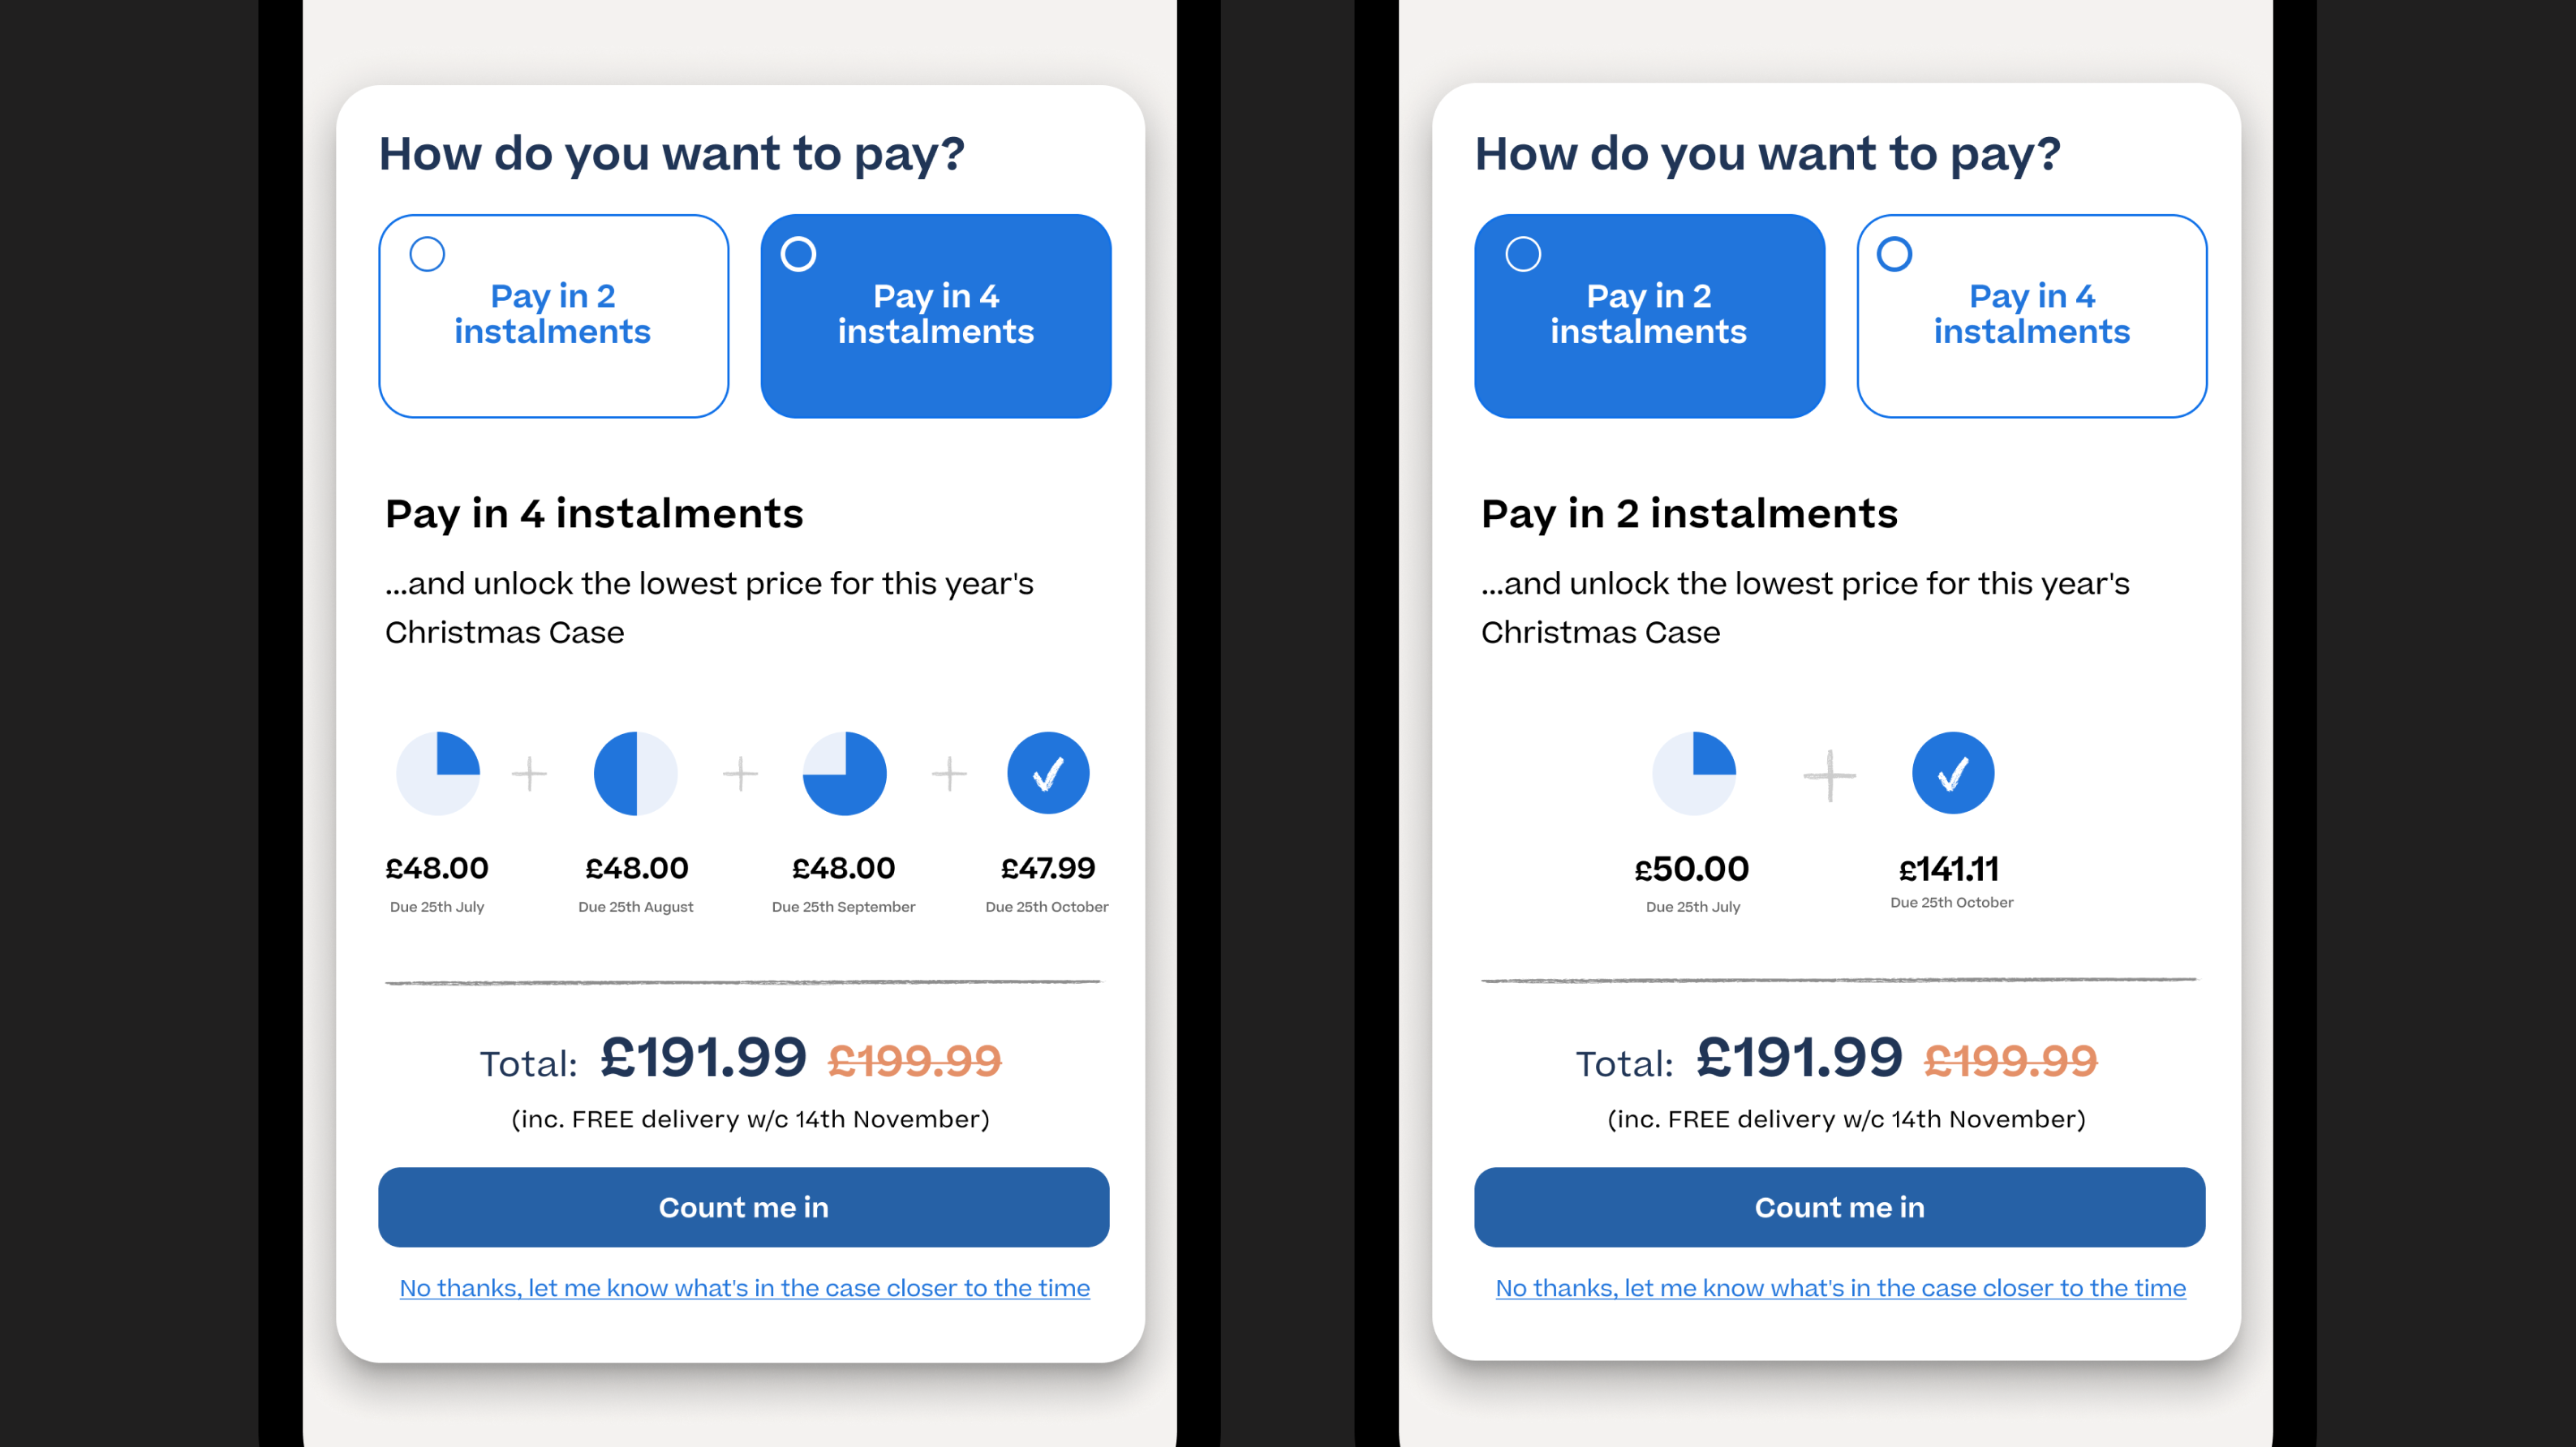 How do you want to pay?
Pay in 2
instalments
Pay in 4
instalments
Pay in 4 instalments
...and unlock the lowest price for this year's
Christmas Case
£48.00
£48.00
£48.00
£47.99
Due 25th July
Due 25th August
Due 25th September
Due 25th October
Total: £191.99 £199.99
(inc. FREE delivery w/c 14th November)
Count me in
No thanks, let me know what's in the case closer to the time
How do you want to pay?
Pay in 2
instalments
Pay in 4
instalments
Pay in 2 instalments
...and unlock the lowest price for this year's
Christmas Case
£50.00
£141.11
Due 25th July
Due 25th October
Total: £191.99 £199.99
(inc. FREE delivery w/c 14th November)
Count me in
No thanks, let me know what's in the case closer to the time